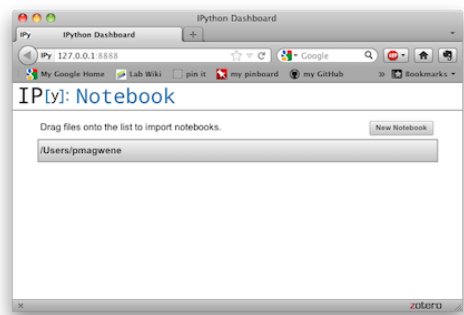 IPython Dashboard
IPy IPython Dashboard
IPy 127.0.0.1:8888 Google
My Google Home Lab Wiki pin it my pinboard my GitHub » Bookmarks
IP[y]: Notebook
Drag files onto the list to import notebooks. New Notebook
/Users/pmagwene
zotero